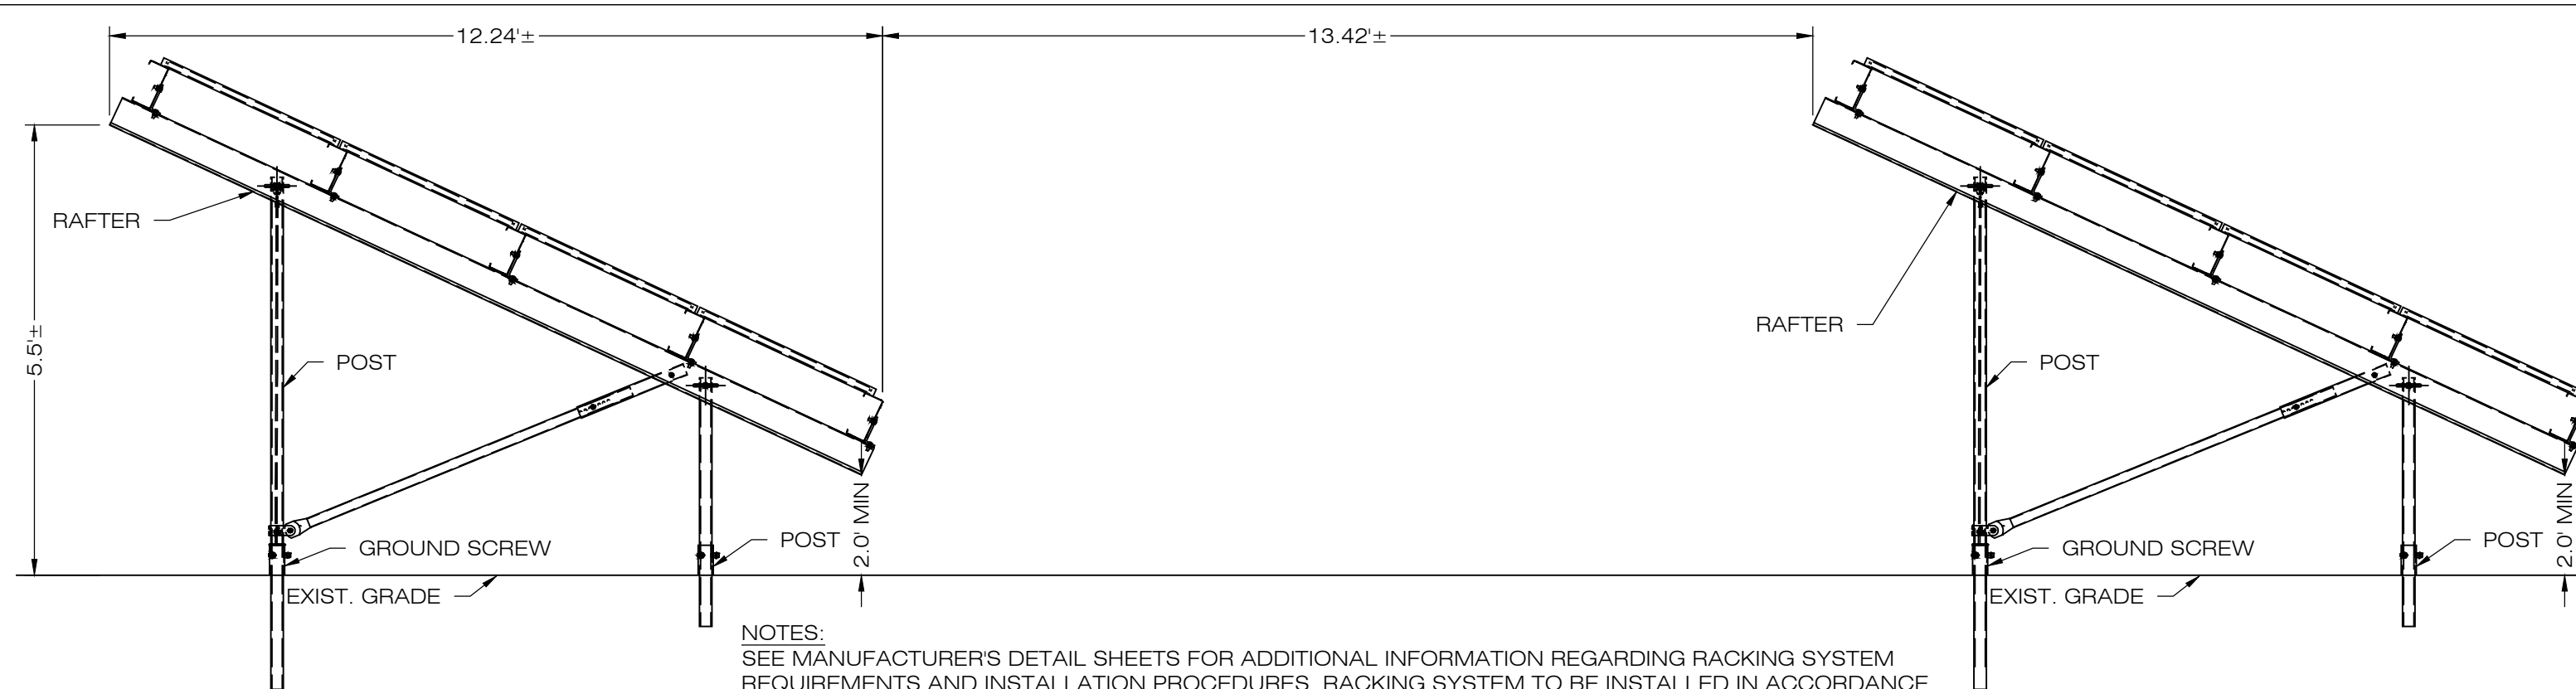 12.24'±
13.42'±
RAFTER
5.5'±
POST
RAFTER
POST
2.0' MIN
POST
GROUND SCREW
EXIST. GRADE
2.0' MIN
POST
GROUND SCREW
EXIST. GRADE
NOTES:
SEE MANUFACTURER'S DETAIL SHEETS FOR ADDITIONAL INFORMATION REGARDING RACKING SYSTEM
REQUIREMENTS AND INSTALLATION PROCEDURES. RACKING SYSTEM TO BE INSTALLED IN ACCORDANCE